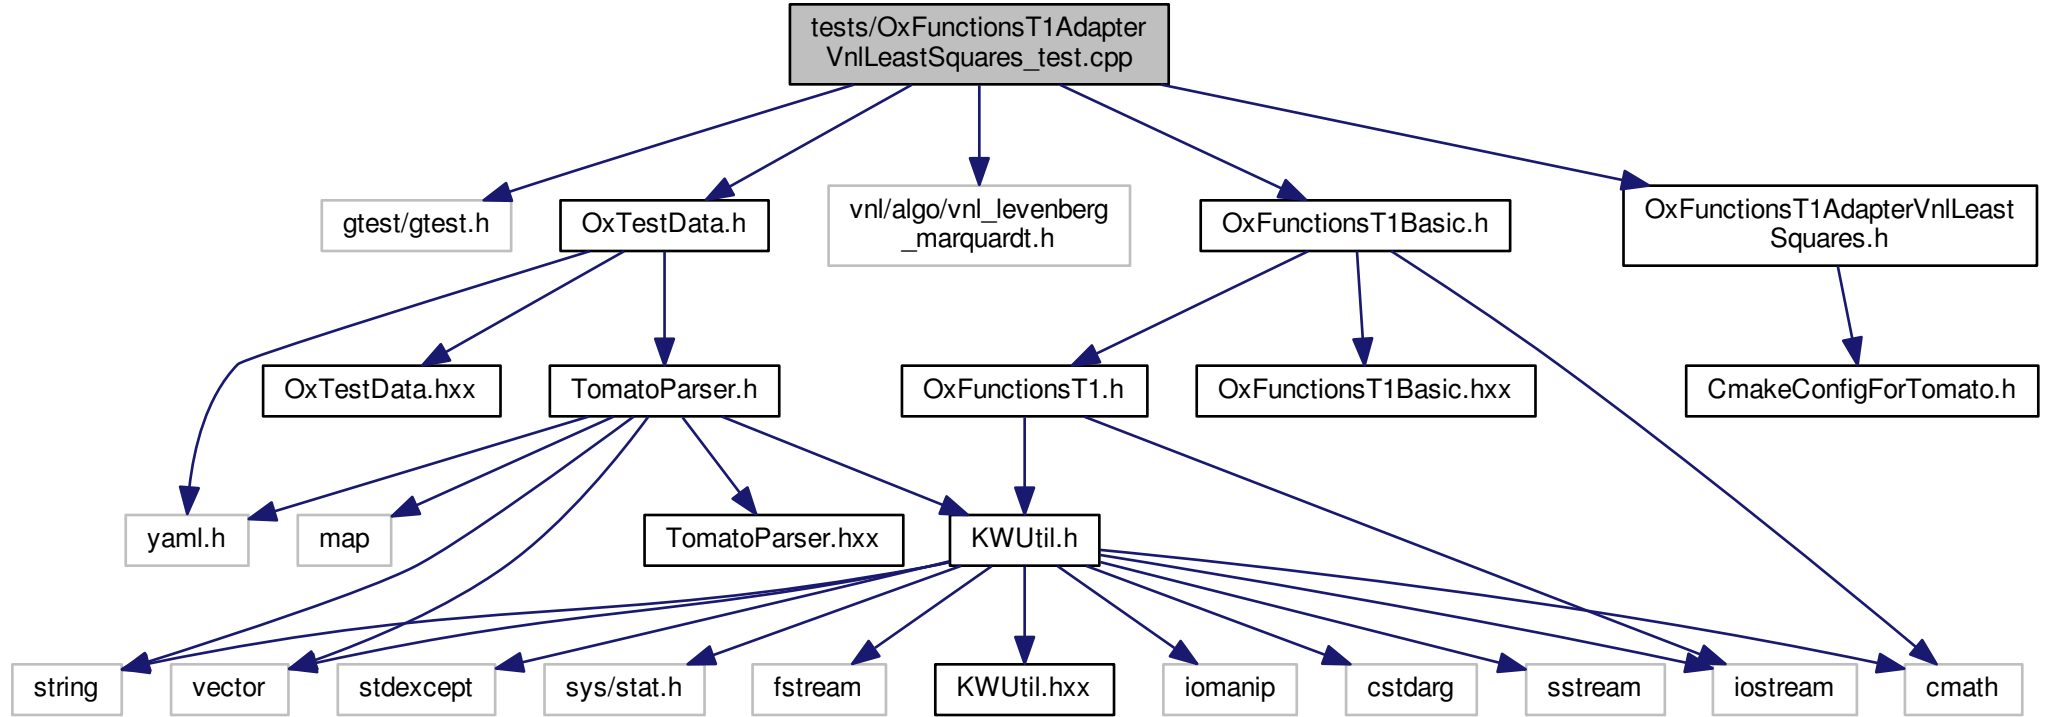 tests/OxFunctionsT1Adapter
VnlLeastSquares_test.cpp
gtest/gtest.h
OxTestData.h
vnl/algo/vnl_levenberg
_marquardt.h
OxFunctionsT1Basic.h
OxFunctionsT1AdapterVnlLeast
Squares.h
OxTestData.hxx
TomatoParser.h
OxFunctionsT1.h
OxFunctionsT1Basic.hxx
CmakeConfigForTomato.h
yaml.h
map
TomatoParser.hxx
KWUtil.h
string
vector
stdexcept
sys/stat.h
fstream
KWUtil.hxx
iomanip
cstdarg
sstream
iostream
cmath